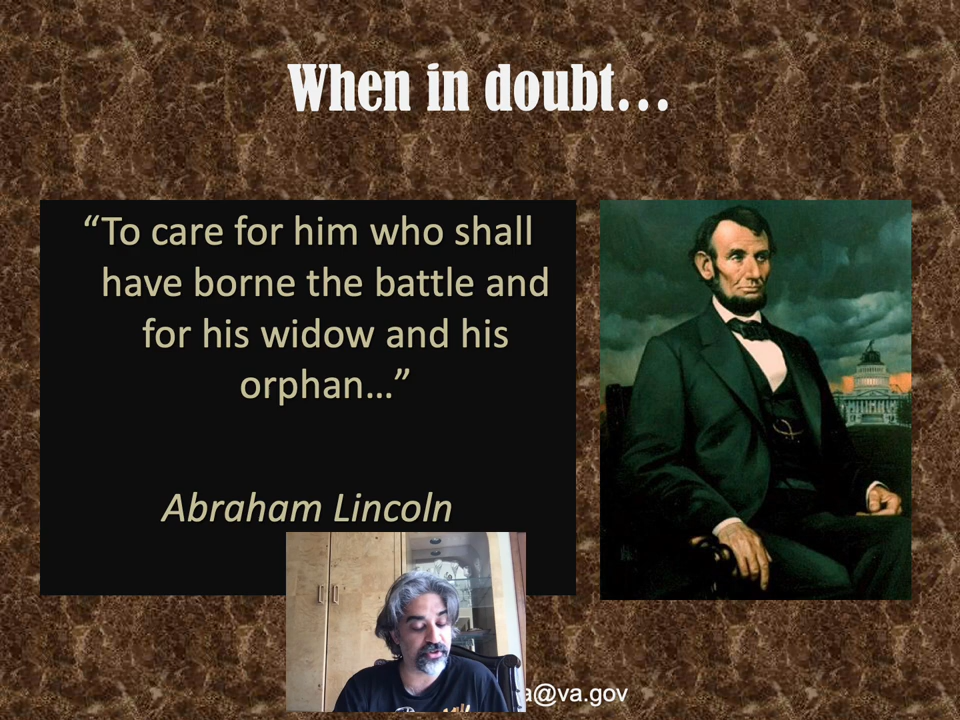 When in doubt…
“To care for him who shall
have borne the battle and
for his widow and his
orphan…”
Abraham Lincoln
a@va.gov